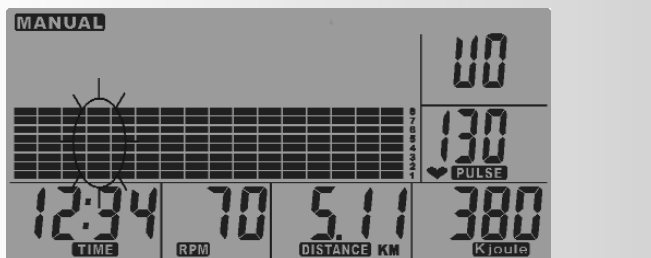 MANUAL
U0
8
7
6
5
4
3
2
1
130
PULSE
12:34
TIME
70
RPM
5.11
DISTANCE KM
380
Kjoule